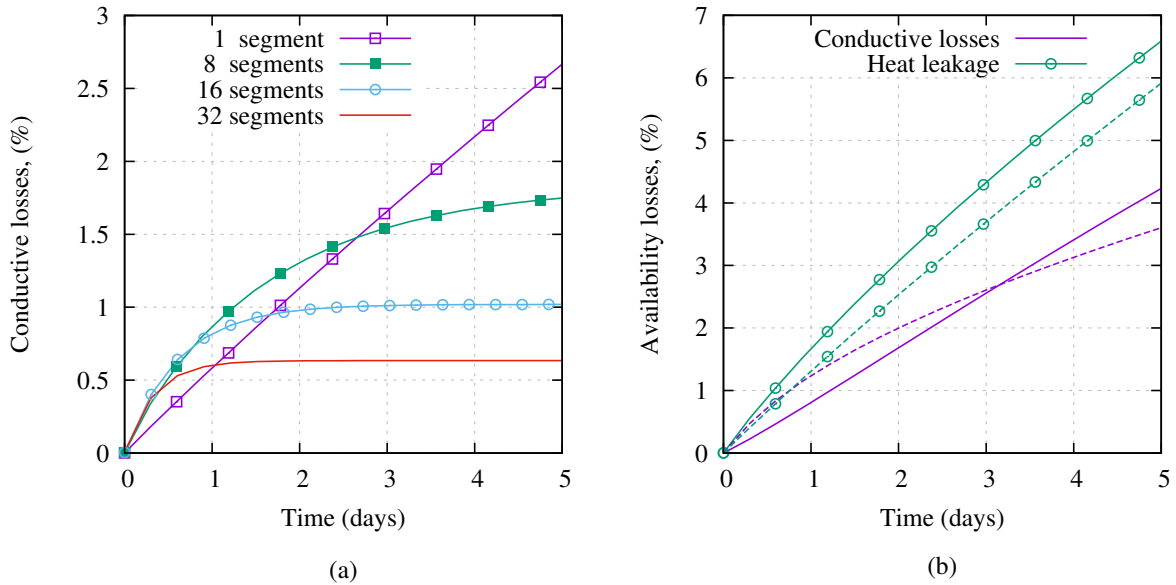 3
2.5
2
1.5
1
0.5
0
Conductive losses, (%)
1 segment
8 segments
16 segments
32 segments
0 1 2 3 4 5
Time (days)
(a)
7
6
5
4
3
2
1
0
Availability losses, (%)
Conductive losses
Heat leakage
0 1 2 3 4 5
Time (days)
(b)